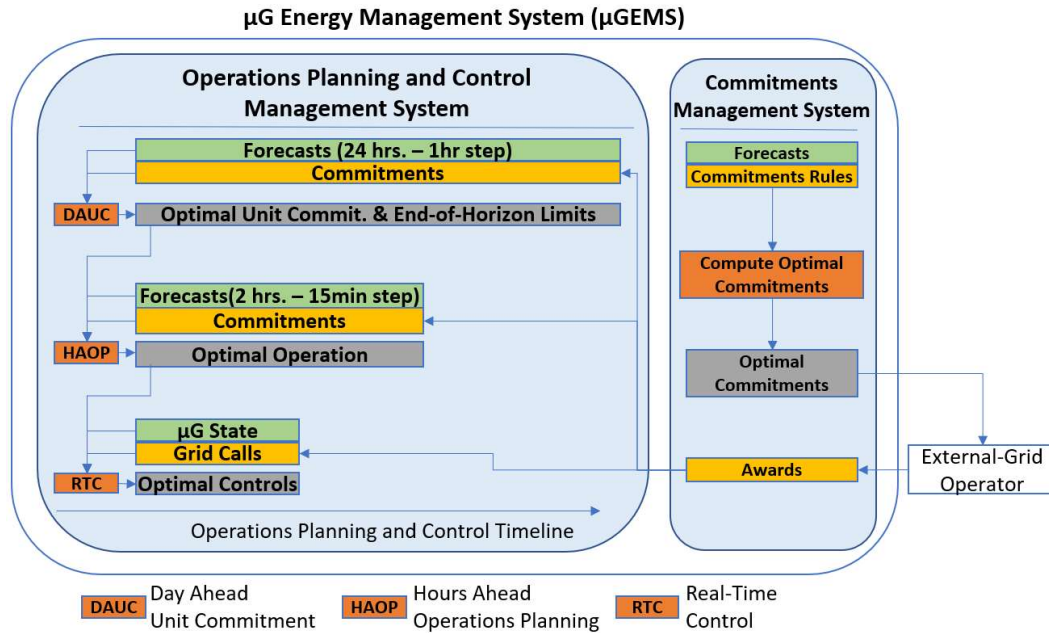 µG Energy Management System (µGEMS)
Operations Planning and Control
Management System
Forecasts (24 hrs. – 1hr step)
Commitments
DAUC
Optimal Unit Commit. & End-of-Horizon Limits
Forecasts(2 hrs. – 15min step)
Commitments
HAOP
Optimal Operation
µG State
Grid Calls
RTC
Optimal Controls
Operations Planning and Control Timeline
Commitments
Management System
Forecasts
Commitments Rules
Compute Optimal
Commitments
Optimal
Commitments
Awards
External-Grid
Operator
DAUC
Day Ahead
Unit Commitment
HAOP
Hours Ahead
Operations Planning
RTC
Real-Time
Control